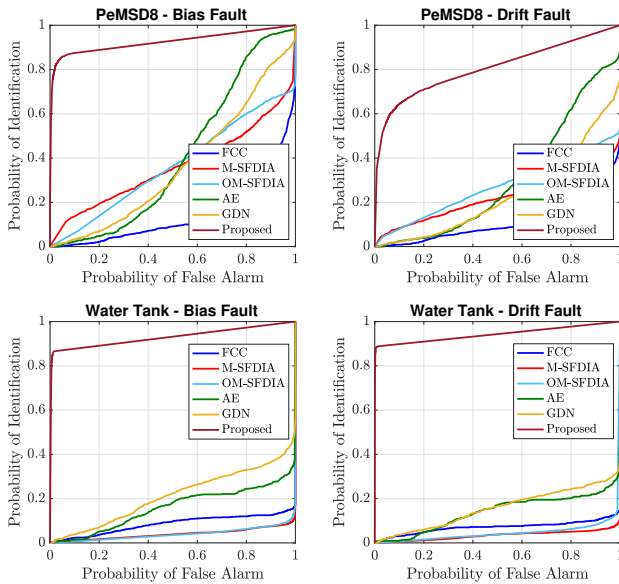 PeMSD8 - Bias Fault
Probability of Identification
1
0.8
0.6
0.4
0.2
0
0
0.2
0.4
0.6
0.8
1
Probability of False Alarm
FCC
M-SFDIA
OM-SFDIA
AE
GDN
Proposed
PeMSD8 - Drift Fault
Probability of Identification
1
0.8
0.6
0.4
0.2
0
0
0.2
0.4
0.6
0.8
1
Probability of False Alarm
FCC
M-SFDIA
OM-SFDIA
AE
GDN
Proposed
Water Tank - Bias Fault
Probability of Identification
1
0.8
0.6
0.4
0.2
0
0
0.2
0.4
0.6
0.8
1
Probability of False Alarm
FCC
M-SFDIA
OM-SFDIA
AE
GDN
Proposed
Water Tank - Drift Fault
Probability of Identification
1
0.8
0.6
0.4
0.2
0
0
0.2
0.4
0.6
0.8
1
Probability of False Alarm
FCC
M-SFDIA
OM-SFDIA
AE
GDN
Proposed